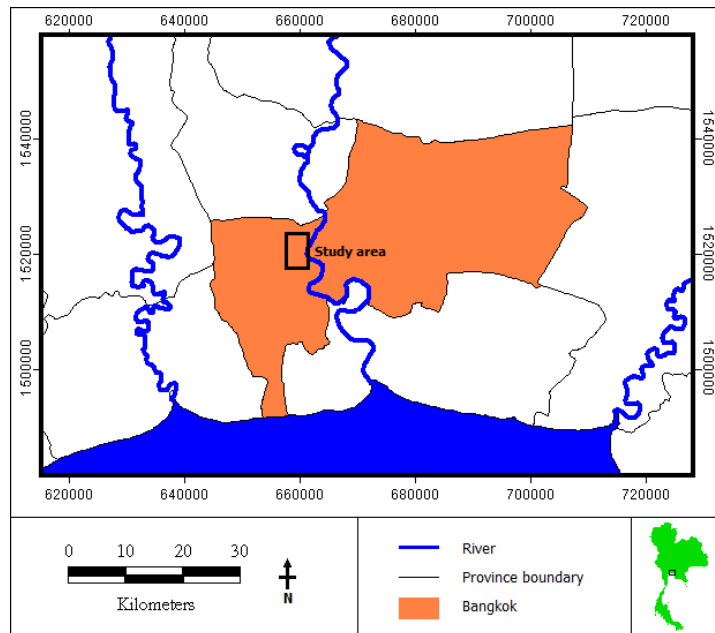 620000 640000 660000 680000 700000 720000
1540000 1540000
1520000 Study area 1520000
1500000 1500000
620000 640000 660000 680000 700000 720000
0 10 20 30
Kilometers
N
River
Province boundary
Bangkok